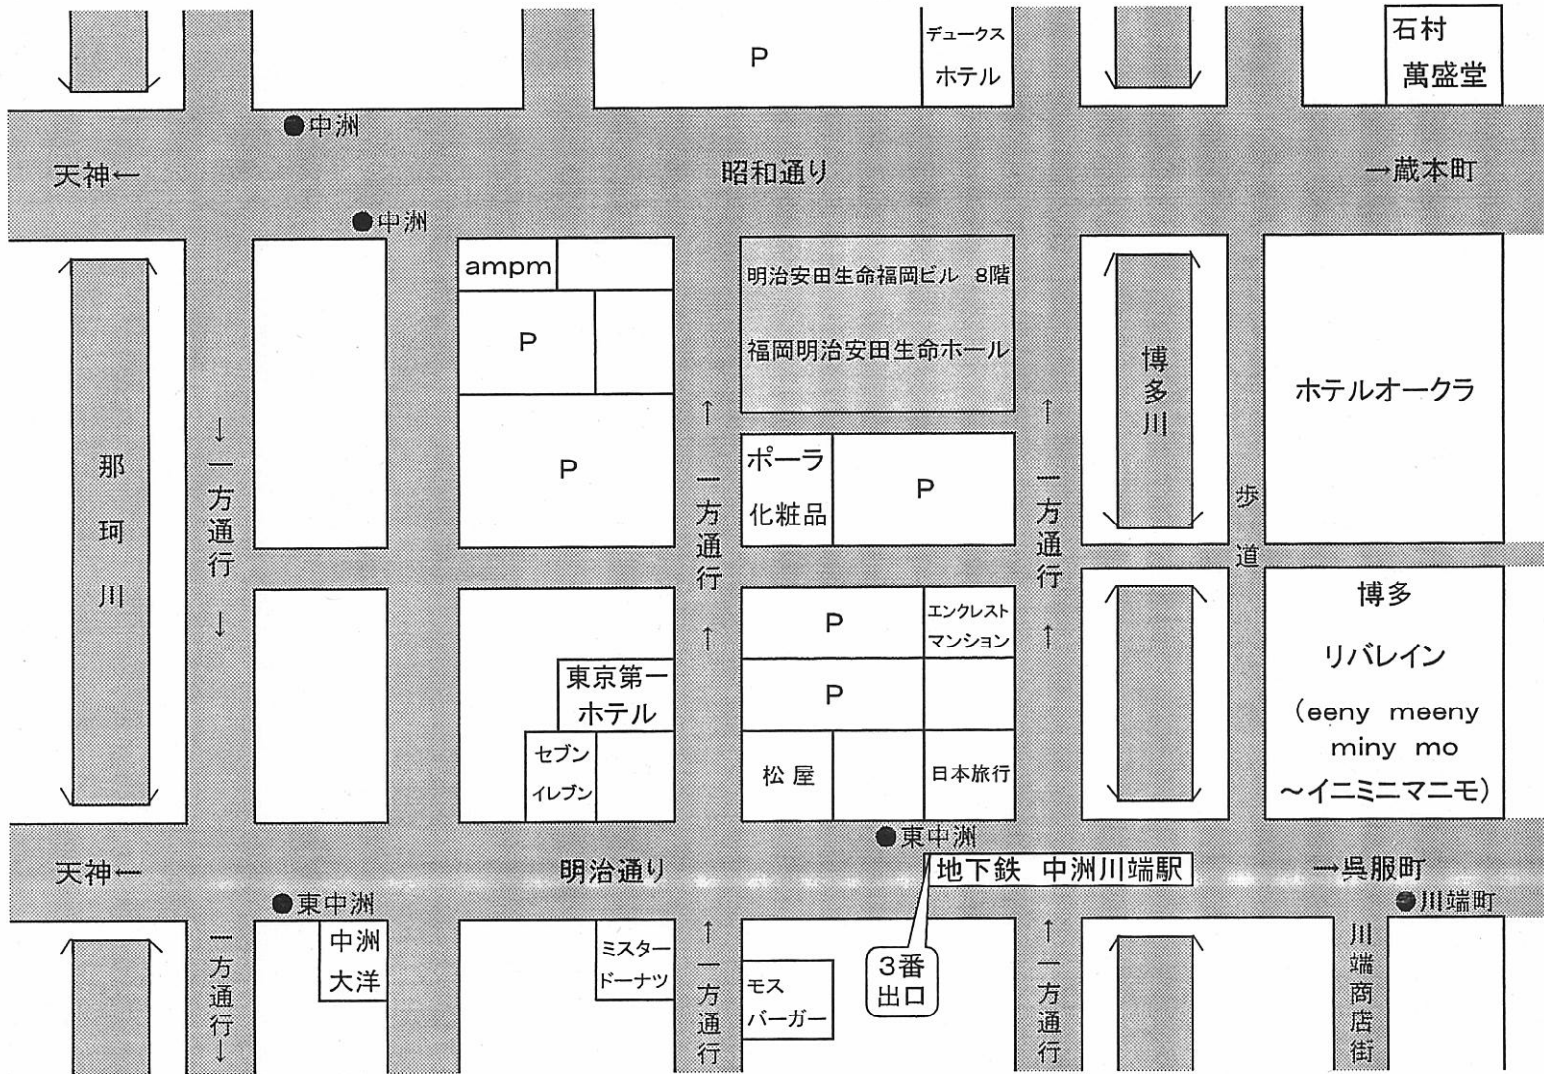 デュークス
ホテル
P
石村
萬盛堂
●中洲
天神←
昭和通り
→蔵本町
●中洲
ampm
P
P
明治安田生命福岡ビル 8階
福岡明治安田生命ホール
博多川
ホテルオークラ
那珂川
↓一方通行↓
↑一方通行↑
ポーラ
化粧品
P
↑一方通行↑
歩道
P
エンクレスト
マンション
博多
リバレイン
(eeny meeny
miny mo
～イニミニマニモ)
東京第一
ホテル
P
セブン
イレブン
松屋
日本旅行
●東中洲
天神←
明治通り
地下鉄 中洲川端駅
→呉服町
●東中洲
●川端町
一方通行↓
中洲
大洋
ミスター
ドーナツ
↑一方通行
モス
バーガー
3番
出口
↑一方通行
川端商店街